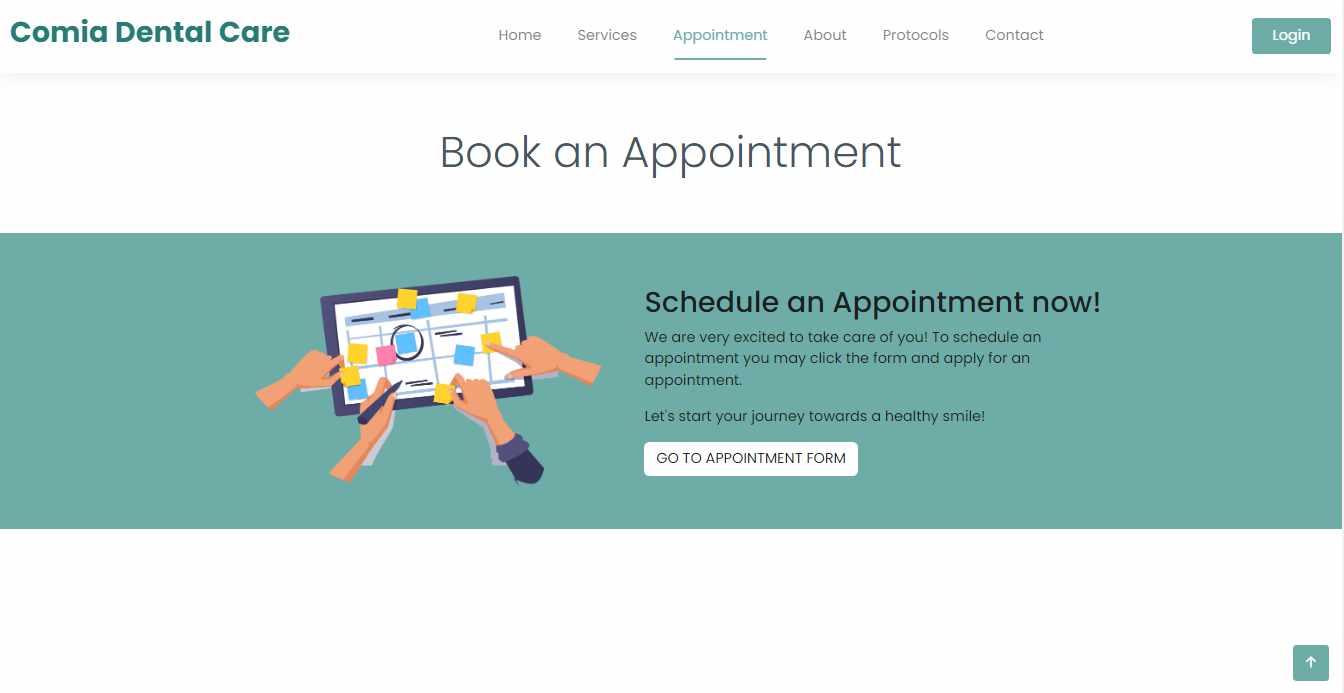 Comia Dental Care
Home
Services
Appointment
About
Protocols
Contact
Login
Book an Appointment
Schedule an Appointment now!
We are very excited to take care of you! To schedule an
appointment you may click the form and apply for an
appointment.
Let's start your journey towards a healthy smile!
GO TO APPOINTMENT FORM